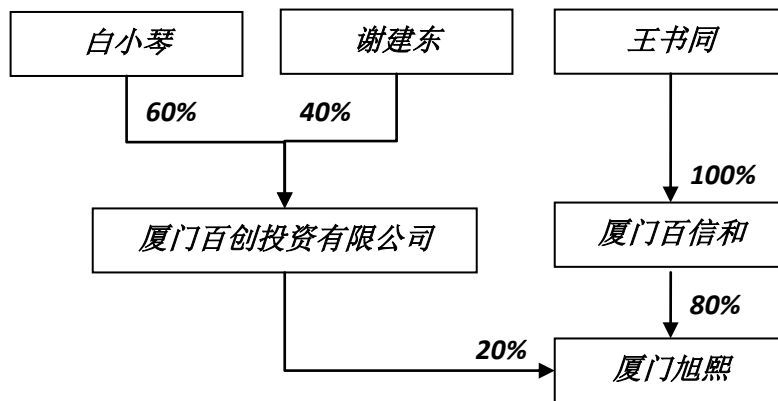 白小琴
谢建东
王书同
60%
40%
100%
厦门百创投资有限公司
厦门百信和
80%
20%
厦门旭熙